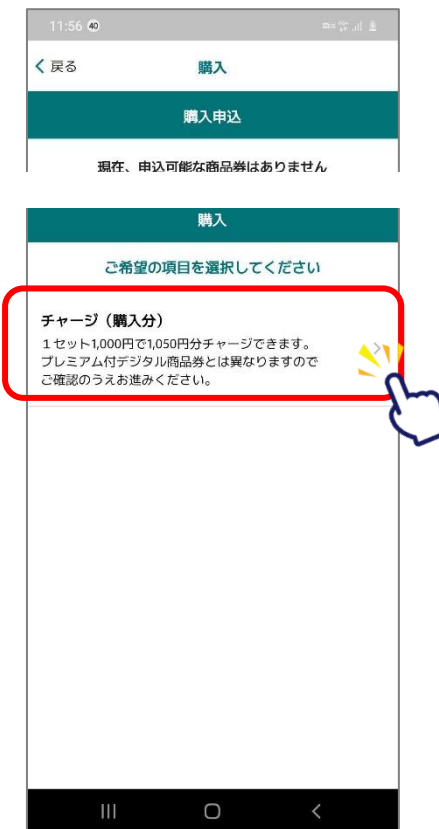 11:56 40
戻る 購入
購入申込
現在、申込可能な商品券はありません
購入
ご希望の項目を選択してください
チャージ（購入分）
１セット1,000円で1,050円分チャージできます。
プレミアム付デジタル商品券とは異なりますので
ご確認のうえお進みください。